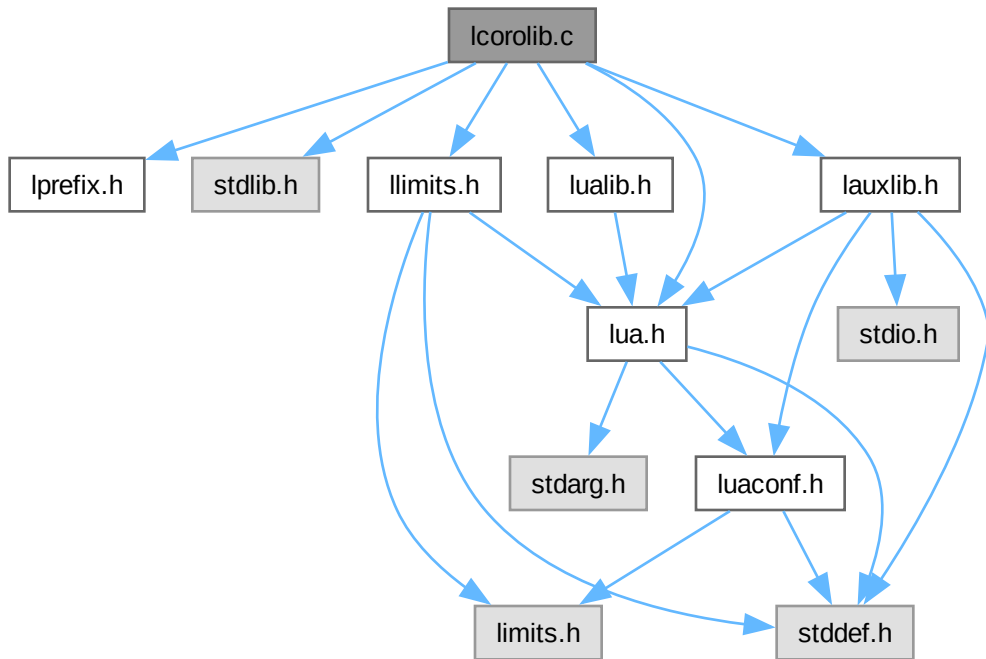 lcorolib.c
lprefix.h
stdlib.h
llimits.h
lualib.h
lauxlib.h
lua.h
stdio.h
stdarg.h
luaconf.h
limits.h
stddef.h